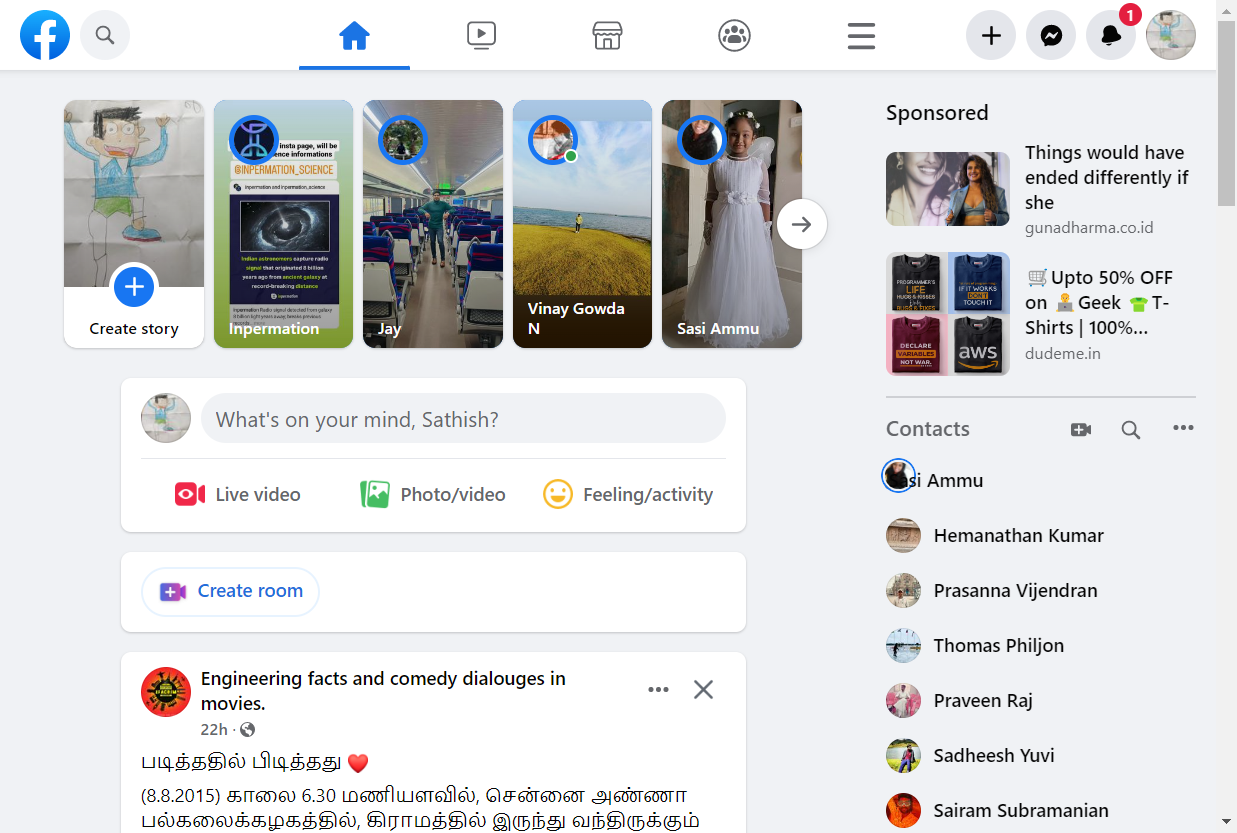 1
insta page, will be
ence informations
@INPERMATION_SCIENCE
inpermation and inpermation_science
Indian astronomers capture radio
signal that originated 8 billion
years ago from ancient galaxy at
record-breaking distance
inpermation
Create story
Inpermation
Jay
Vinay Gowda
N
Sasi Ammu
What's on your mind, Sathish?
Live video
Photo/video
Feeling/activity
Create room
Engineering facts and comedy dialouges in
movies.
22h ·
படித்ததில் பிடித்தது ❤️
(8.8.2015) காலை 6.30 மணியளவில், சென்னை அண்ணா
பல்கலைக்கழகத்தில், கிராமத்தில் இருந்து வந்திருக்கும்
Sponsored
Things would have
ended differently if
she
gunadharma.co.id
PROGRAMMER'S
LIFE
IF IT WORKS
DON'T
TOUCH IT
DECLARE
VARIABLES
NOT WAR.
aws
🛒Upto 50% OFF
on 🧑‍💻Geek 👕T-
Shirts | 100%...
dudeme.in
Contacts
Sasi Ammu
Hemanathan Kumar
Prasanna Vijendran
Thomas Philjon
Praveen Raj
Sadheesh Yuvi
Sairam Subramanian